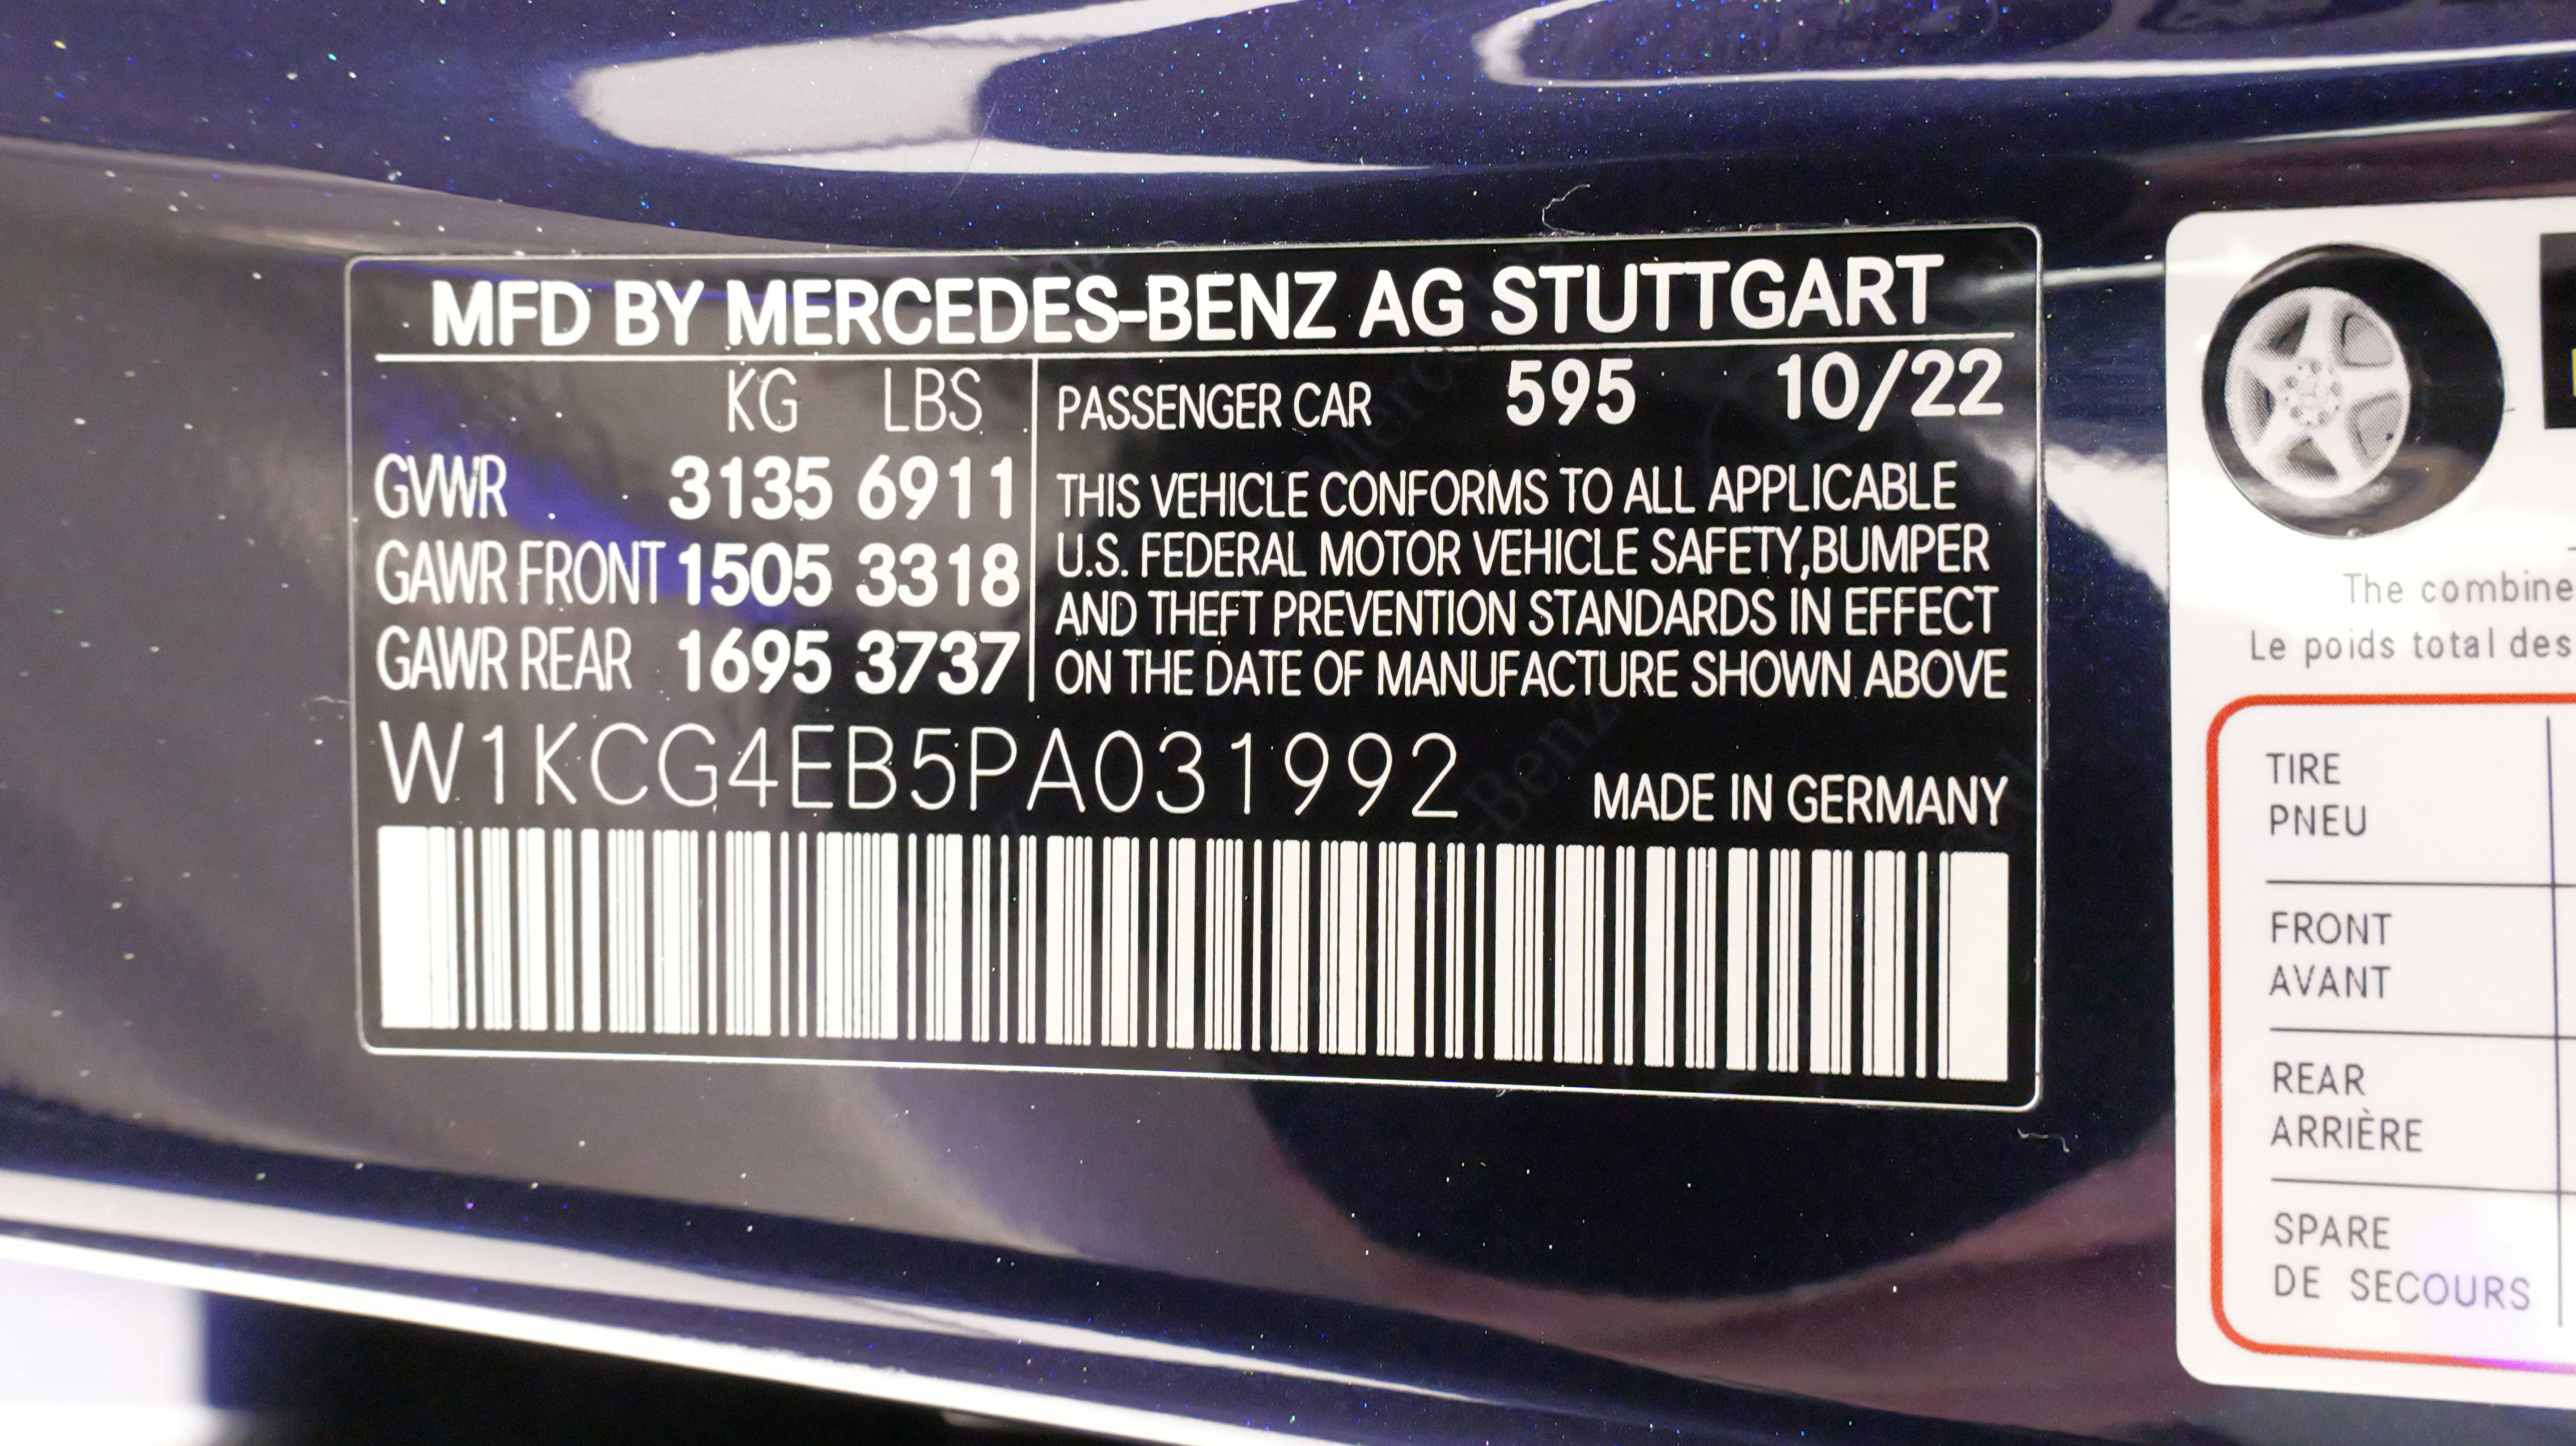 MFD BY MERCEDES-BENZ AG STUTTGART
KG LBS
GVWR 3135 6911
GAWR FRONT 1505 3318
GAWR REAR 1695 3737
PASSENGER CAR 595 10/22
THIS VEHICLE CONFORMS TO ALL APPLICABLE
U.S. FEDERAL MOTOR VEHICLE SAFETY,BUMPER
AND THEFT PREVENTION STANDARDS IN EFFECT
ON THE DATE OF MANUFACTURE SHOWN ABOVE
W1KCG4EB5PA031992
MADE IN GERMANY
The combine
Le poids total des
TIRE
PNEU
FRONT
AVANT
REAR
ARRIÈRE
SPARE
DE SECOURS